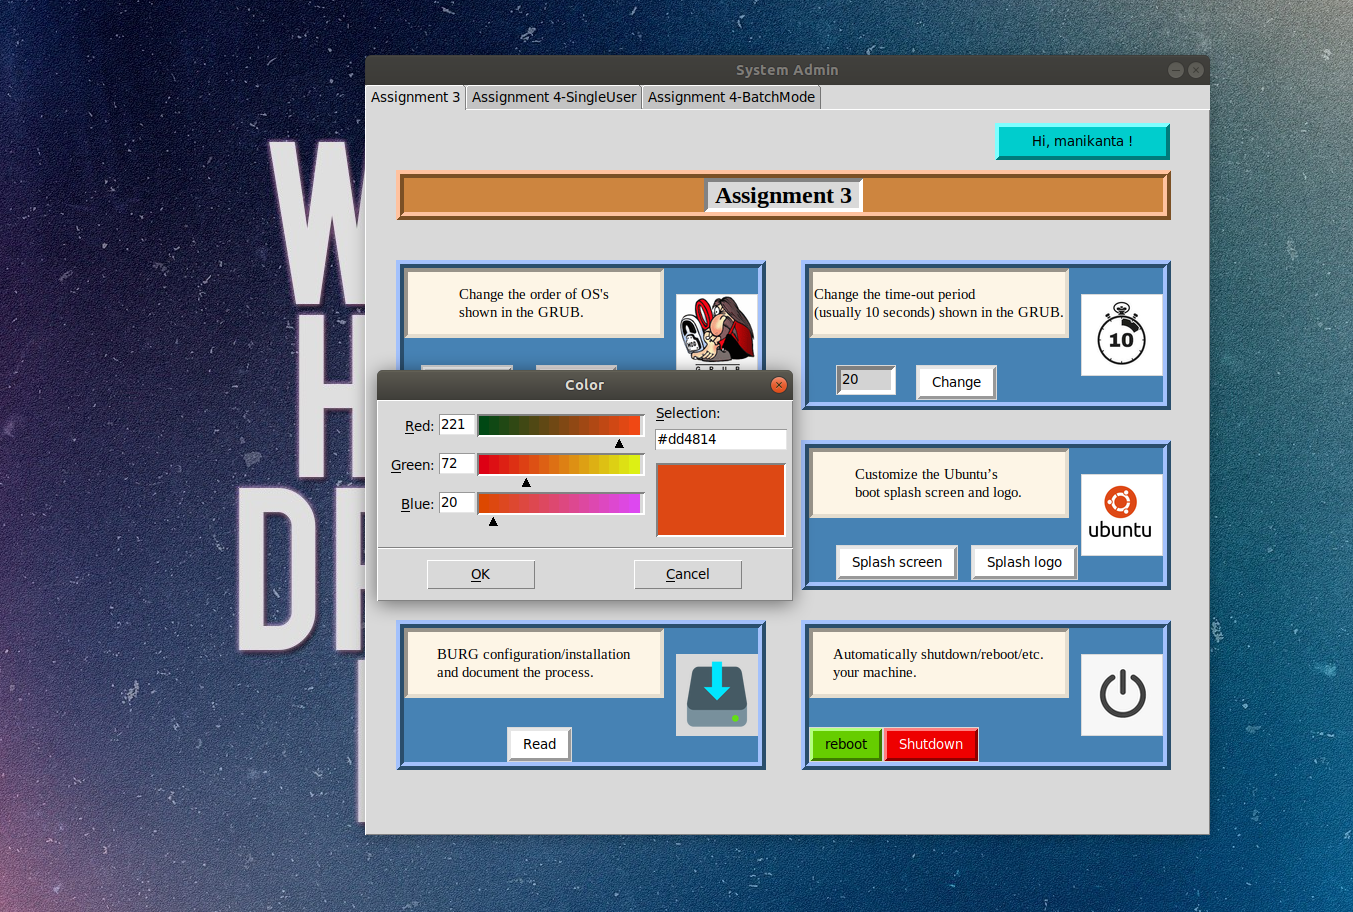 System Admin
Assignment 3
Assignment 4-SingleUser
Assignment 4-BatchMode
Hi, manikanta !
Assignment 3
Change the order of OS's
shown in the GRUB.
Change the time-out period
(usually 10 seconds) shown in the GRUB.
10
20
Change
Color
Red:
221
Green:
72
Blue:
20
Selection:
#dd4814
OK
Cancel
Customize the Ubuntu’s
boot splash screen and logo.
ubuntu
Splash screen
Splash logo
BURG configuration/installation
and document the process.
Read
Automatically shutdown/reboot/etc.
your machine.
reboot
Shutdown
W
H